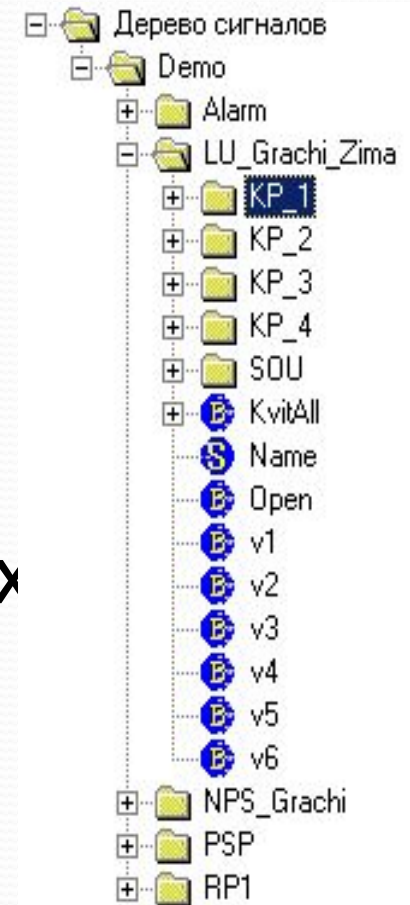 Дерево сигналов
Demo
Alarm
LU_Grachi_Zima
KP_1
KP_2
KP_3
KP_4
SOU
B KvitAll
S Name
B Open
х
B v1
B v2
B v3
B v4
B v5
B v6
NPS_Grachi
PSP
RP1